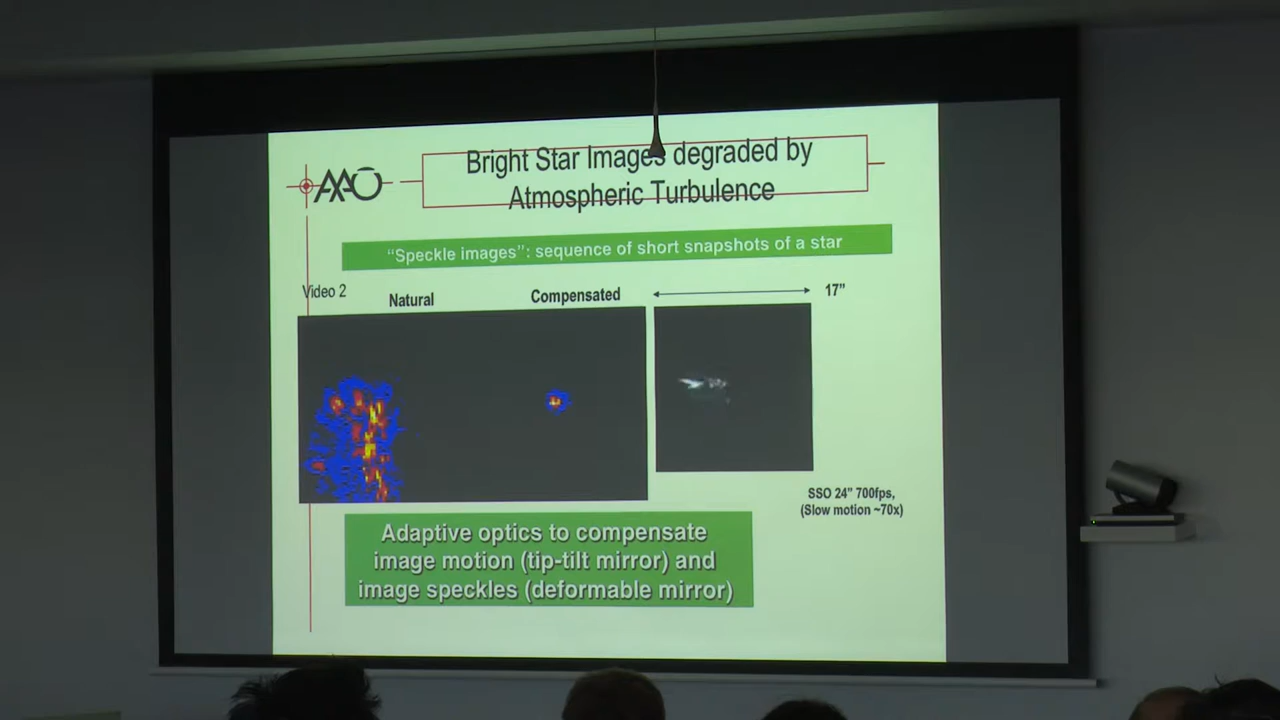 AAO
Bright Star Images degraded by
Atmospheric Turbulence
“Speckle images”: sequence of short snapshots of a star
Video 2
Natural
Compensated
17”
SSO 24” 700fps,
(Slow motion ~70x)
Adaptive optics to compensate
image motion (tip-tilt mirror) and
image speckles (deformable mirror)